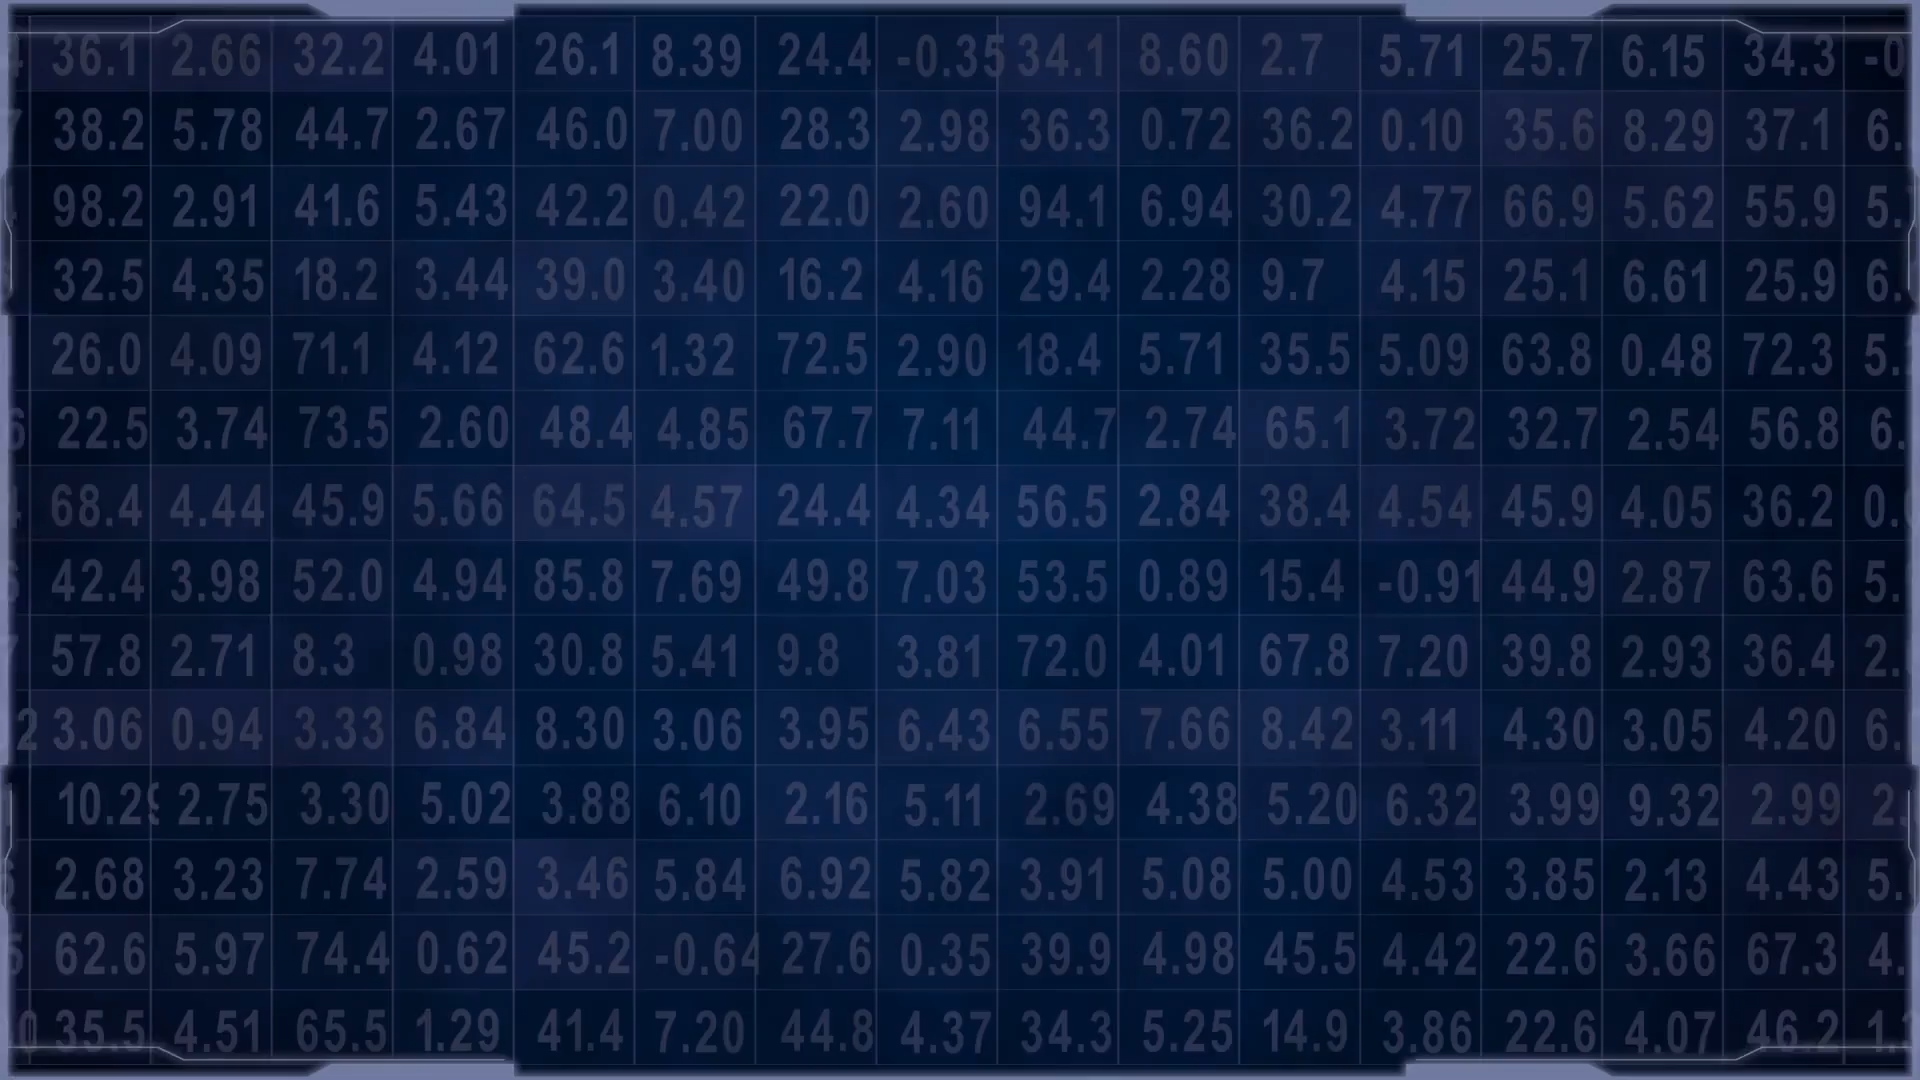 36.1 2.66 32.2 4.01 26.1 8.39 24.4 -0.35 34.1 8.60 2.7 5.71 25.7 6.15 34.3 -0
38.2 5.78 44.7 2.67 46.0 7.00 28.3 2.98 36.3 0.72 36.2 0.10 35.6 8.29 37.1 6.
98.2 2.91 41.6 5.43 42.2 0.42 22.0 2.60 94.1 6.94 30.2 4.77 66.9 5.62 55.9 5.
32.5 4.35 18.2 3.44 39.0 3.40 16.2 4.16 29.4 2.28 9.7 4.15 25.1 6.61 25.9 6.
26.0 4.09 71.1 4.12 62.6 1.32 72.5 2.90 18.4 5.71 35.5 5.09 63.8 0.48 72.3 5.
22.5 3.74 73.5 2.60 48.4 4.85 67.7 7.11 44.7 2.74 65.1 3.72 32.7 2.54 56.8 6.
68.4 4.44 45.9 5.66 64.5 4.57 24.4 4.34 56.5 2.84 38.4 4.54 45.9 4.05 36.2 0.
42.4 3.98 52.0 4.94 85.8 7.69 49.8 7.03 53.5 0.89 15.4 -0.91 44.9 2.87 63.6 5.
57.8 2.71 8.3 0.98 30.8 5.41 9.8 3.81 72.0 4.01 67.8 7.20 39.8 2.93 36.4 2.
2 3.06 0.94 3.33 6.84 8.30 3.06 3.95 6.43 6.55 7.66 8.42 3.11 4.30 3.05 4.20 6.
10.29 2.75 3.30 5.02 3.88 6.10 2.16 5.11 2.69 4.38 5.20 6.32 3.99 9.32 2.99 2.
2.68 3.23 7.74 2.59 3.46 5.84 6.92 5.82 3.91 5.08 5.00 4.53 3.85 2.13 4.43 5.
62.6 5.97 74.4 0.62 45.2 -0.64 27.6 0.35 39.9 4.98 45.5 4.42 22.6 3.66 67.3 4.
35.5 4.51 65.5 1.29 41.4 7.20 44.8 4.37 34.3 5.25 14.9 3.86 22.6 4.07 46.2 1.